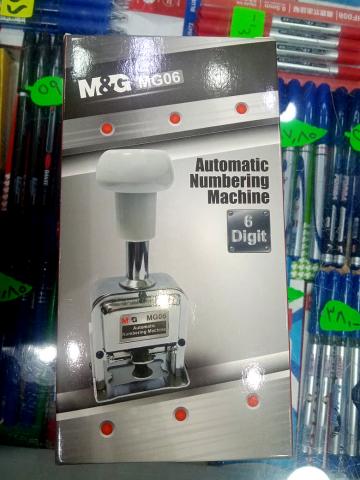 M&G MG06
Automatic
Numbering
Machine
6
Digit
M&G MG06
Automatic
Numbering Machine